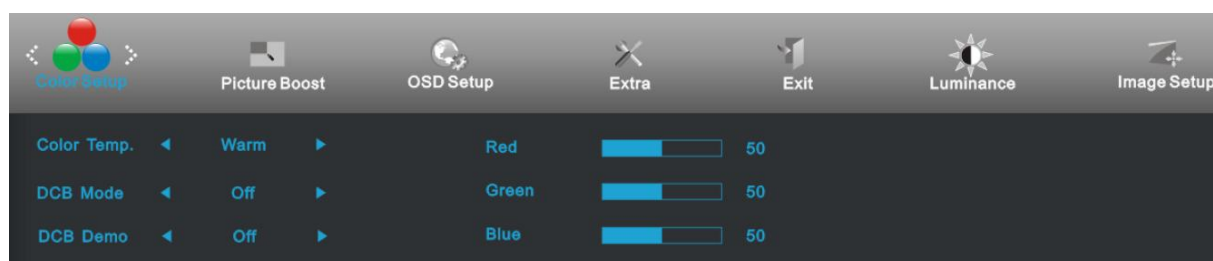 Color Setup Picture Boost OSD Setup Extra Exit Luminance Image Setup
Color Temp. Warm Red 50
DCB Mode Off Green 50
DCB Demo Off Blue 50